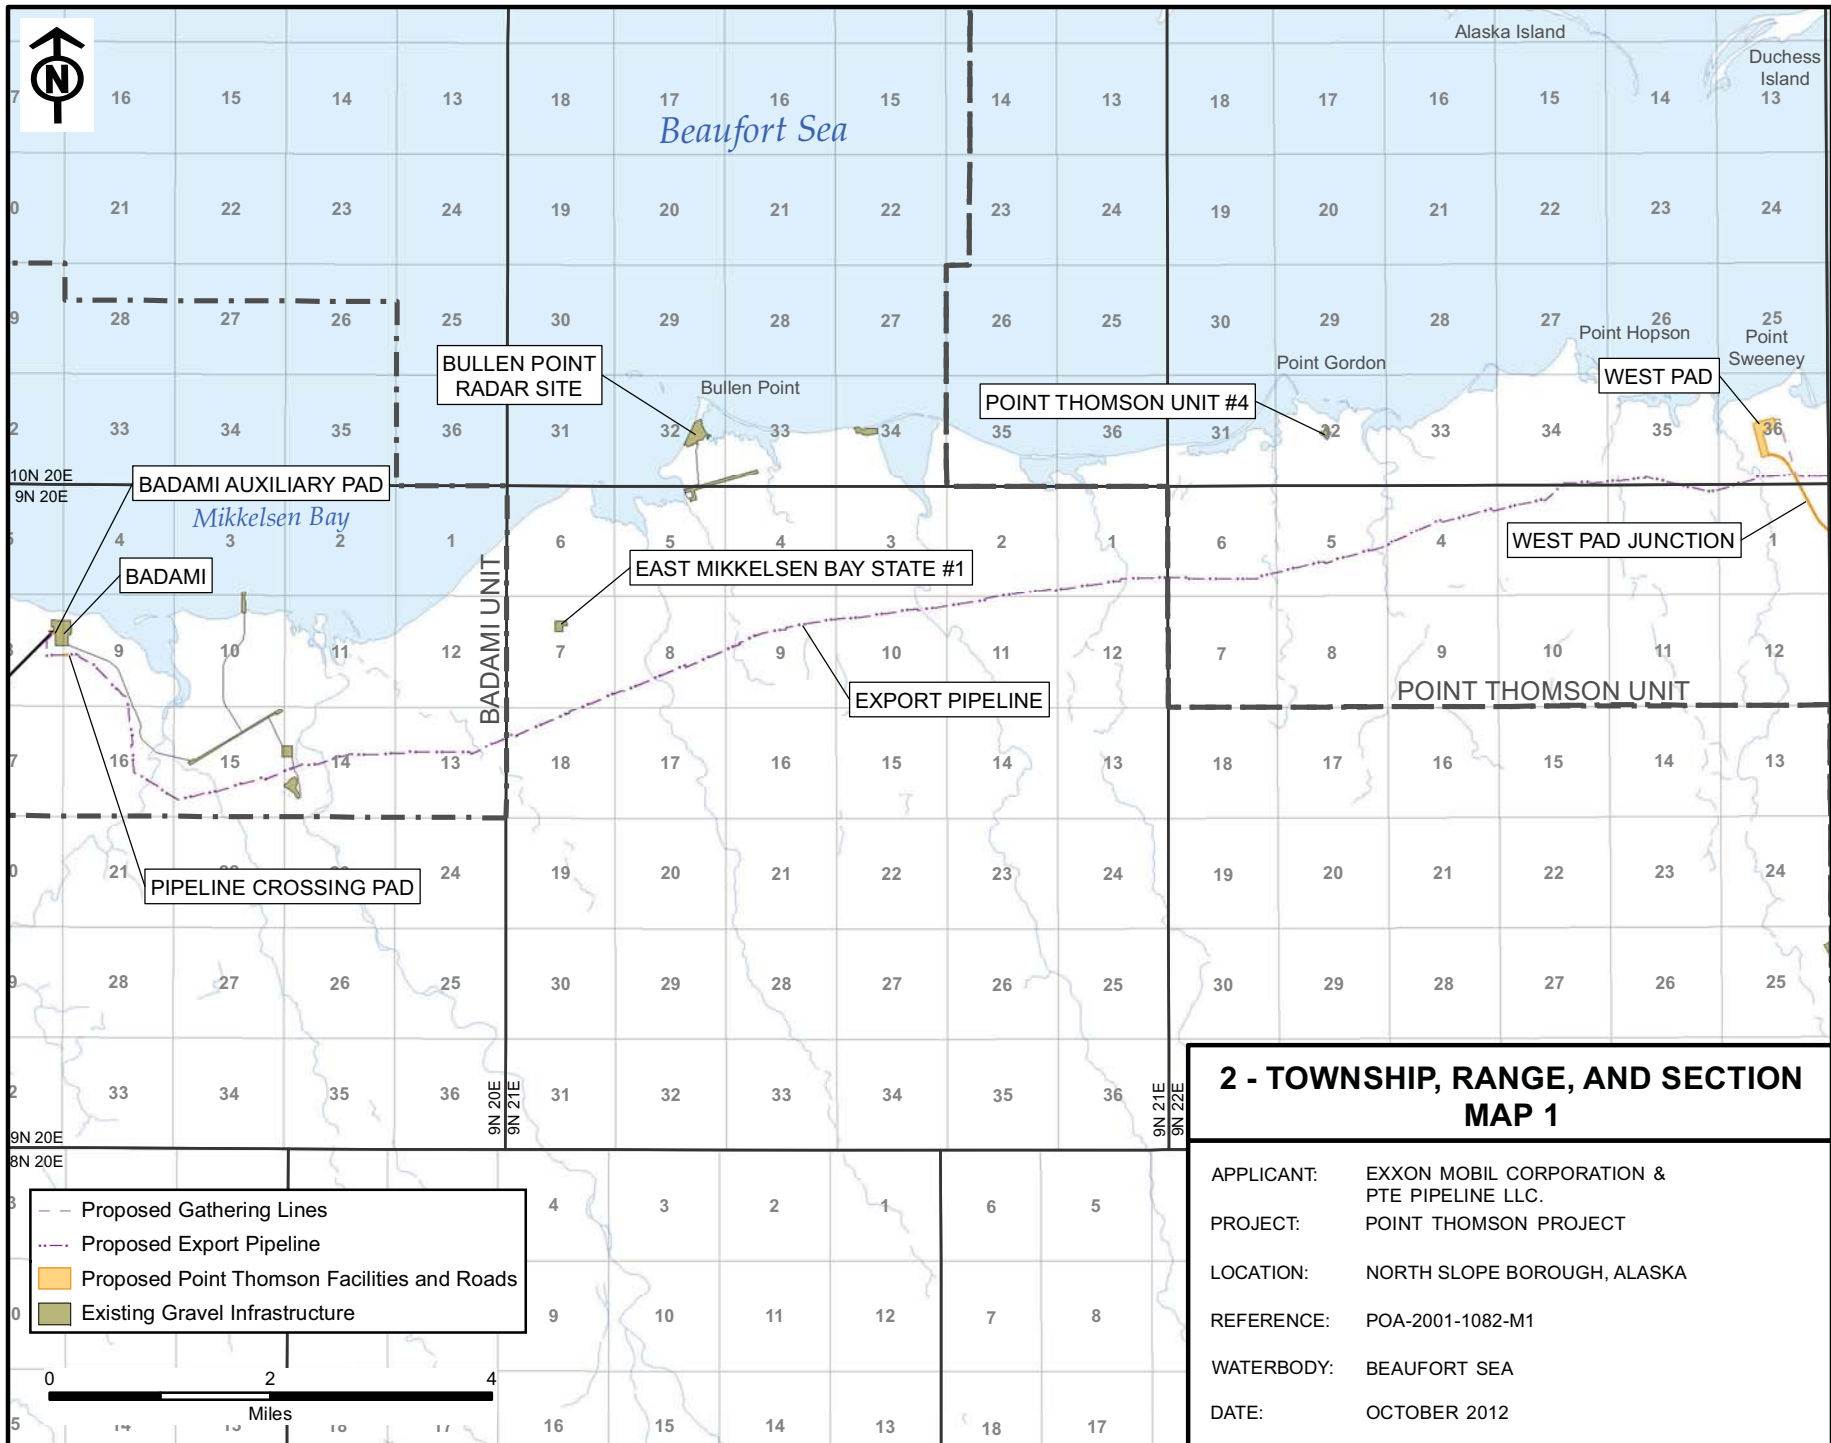 N
Alaska Island
Duchess
Island
7 16 15 14 13 18 17 16 15 14 13 18 17 16 15 14 13
Beaufort Sea
0 21 22 23 24 19 20 21 22 23 24 19 20 21 22 23 24
9 28 27 26 25 30 29 28 27 26 25 30 29 28 27 26 25
Point Hopson
Point
Sweeney
Point Gordon
BULLEN POINT
RADAR SITE
Bullen Point
WEST PAD
POINT THOMSON UNIT #4
2 33 34 35 36 31 32 33 34 35 36 31 32 33 34 35 36
10N 20E
9N 20E
BADAMI AUXILIARY PAD
Mikkelsen Bay
4 3 2 1 6 5 4 3 2 1 6 5 4 1
WEST PAD JUNCTION
BADAMI
EAST MIKKELSEN BAY STATE #1
BADAMI UNIT
9 10 11 12 7 8 9 10 11 12 7 8 9 10 11 12
EXPORT PIPELINE
POINT THOMSON UNIT
7 16 15 14 13 18 17 16 15 14 13 18 17 16 15 14 13
0 21 24 19 20 21 22 23 24 19 20 21 22 23 24
PIPELINE CROSSING PAD
9 28 27 26 25 30 29 28 27 26 25 30 29 28 27 26 25
2 33 34 35 36 31 32 33 34 35 36
9N 20E
9N 21E
9N 21E
9N 22E
9N 20E
8N 20E
4 3 2 1 6 5
9 10 11 12 7 8
16 15 14 13 18 17
Proposed Gathering Lines
Proposed Export Pipeline
Proposed Point Thomson Facilities and Roads
Existing Gravel Infrastructure
0 2 4
Miles
2 - TOWNSHIP, RANGE, AND SECTION
MAP 1
APPLICANT: EXXON MOBIL CORPORATION &
PTE PIPELINE LLC.
PROJECT: POINT THOMSON PROJECT
LOCATION: NORTH SLOPE BOROUGH, ALASKA
REFERENCE: POA-2001-1082-M1
WATERBODY: BEAUFORT SEA
DATE: OCTOBER 2012